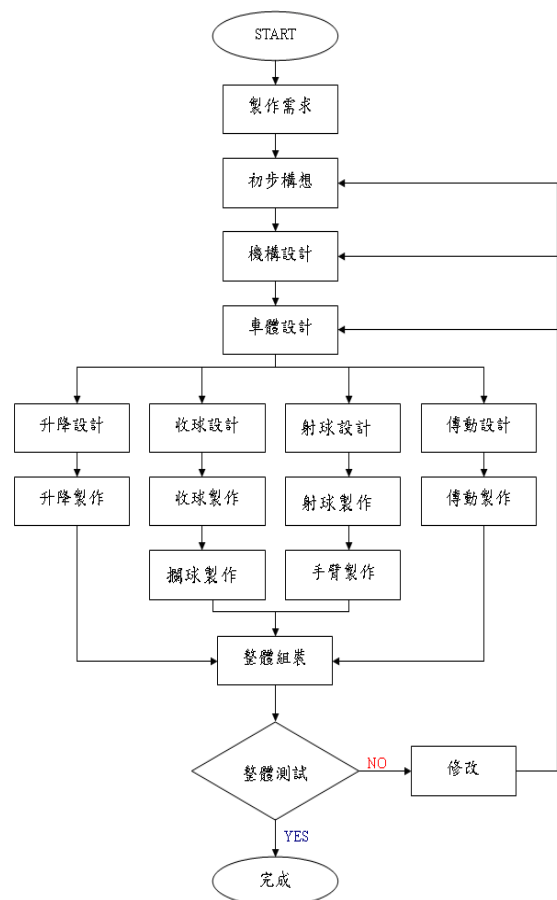 START
製作需求
初步構想
機構設計
車體設計
升降設計
收球設計
射球設計
傳動設計
升降製作
收球製作
射球製作
傳動製作
攔球製作
手臂製作
整體組裝
整體測試
NO
修改
YES
完成